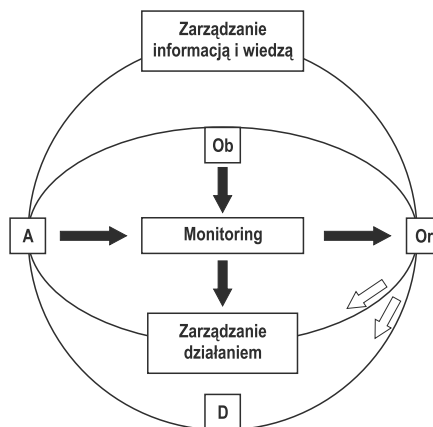 Zarządzanie
informacją i wiedzą
Ob
A
Monitoring
Or
Zarządzanie
działaniem
D